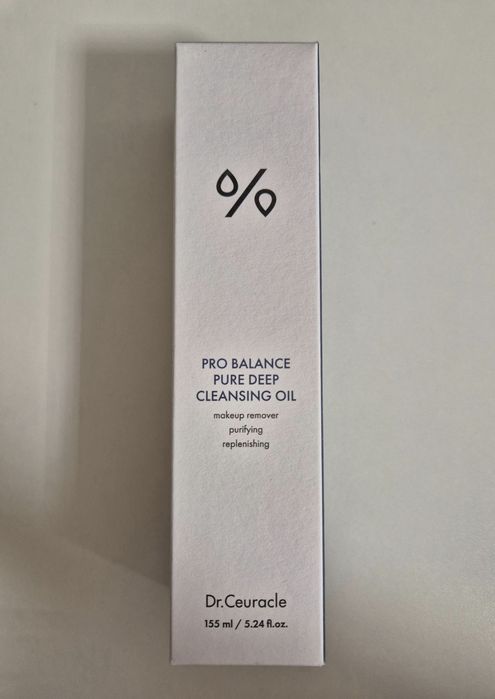 %
PRO BALANCE
PURE DEEP
CLEANSING OIL
makeup remover
purifying
replenishing
Dr.Ceuracle
155 ml / 5.24 fl.oz.